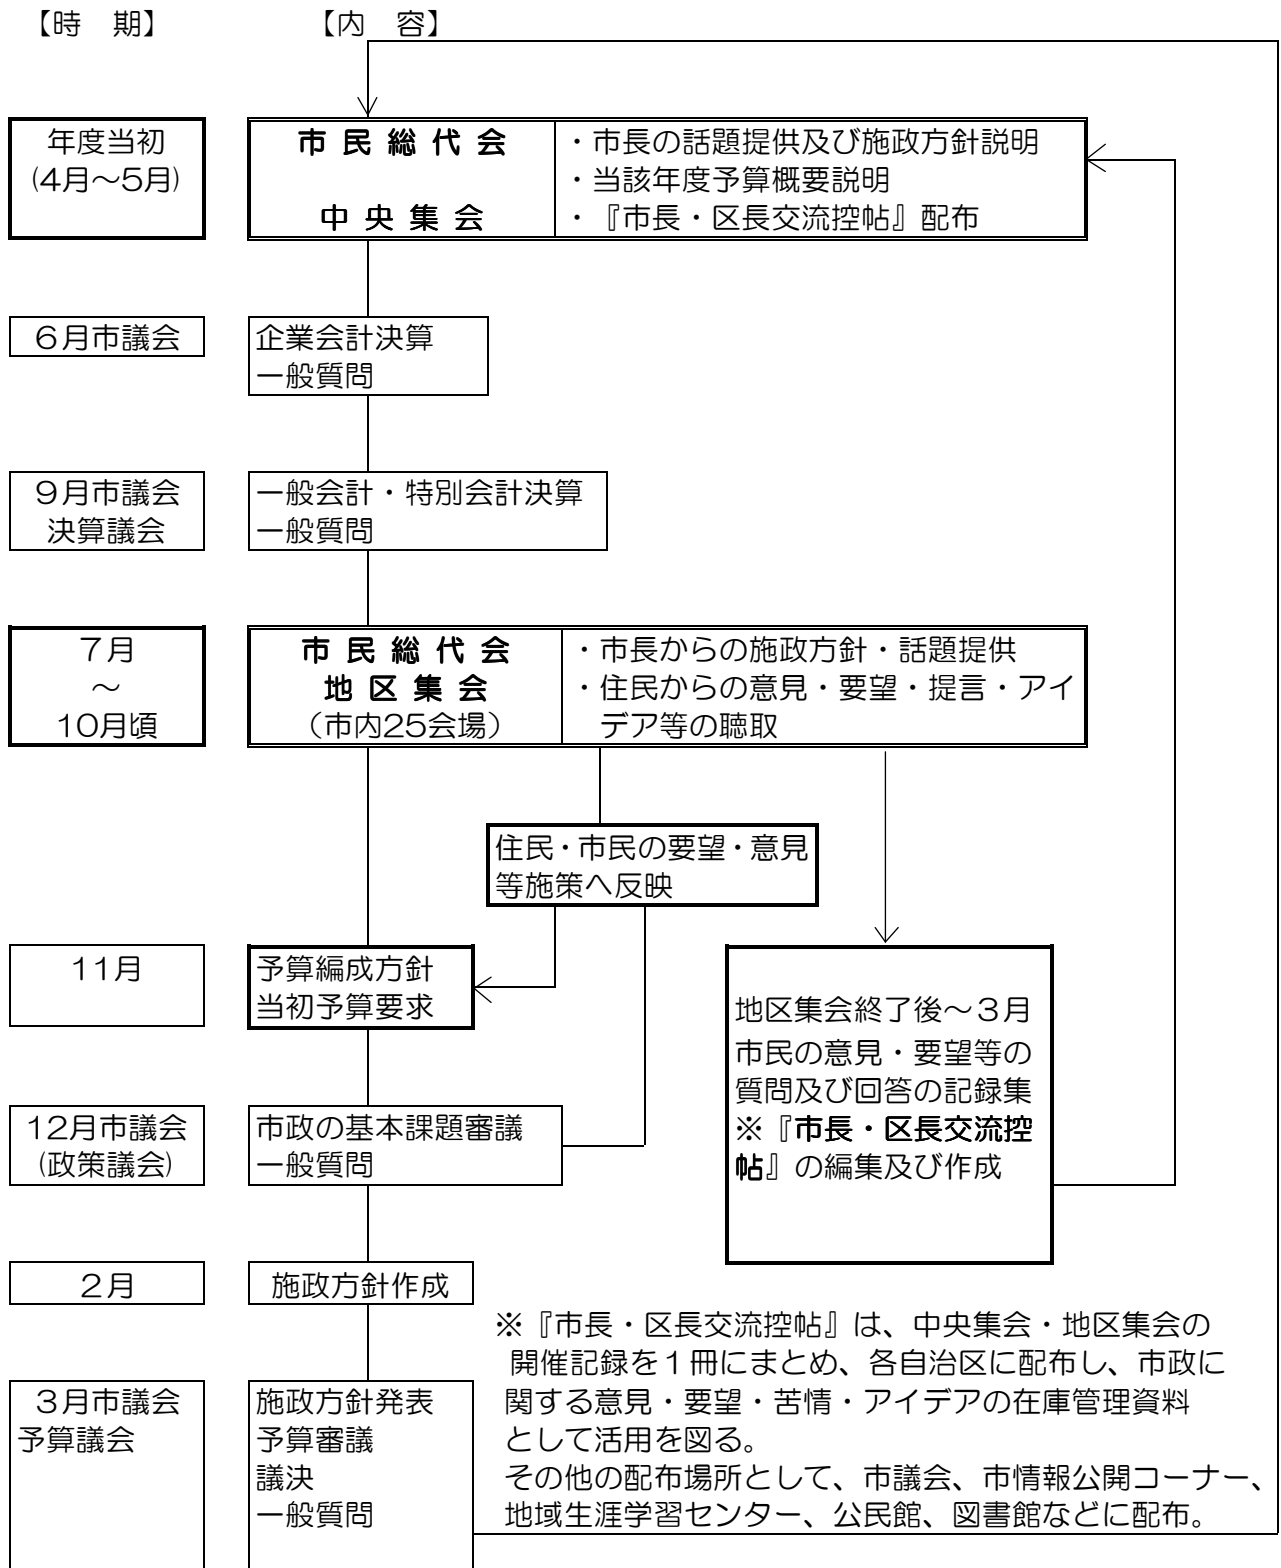 【時　期】　【内　容】
年度当初
(4月～5月)
市 民 総 代 会
中 央 集 会
・市長の話題提供及び施政方針説明
・当該年度予算概要説明
・『市長・区長交流控帖』配布
６月市議会
企業会計決算
一般質問
９月市議会
決算議会
一般会計・特別会計決算
一般質問
７月
～
10月頃
市 民 総 代 会
地 区 集 会
（市内25会場）
・市長からの施政方針・話題提供
・住民からの意見・要望・提言・アイ
デア等の聴取
住民・市民の要望・意見
等施策へ反映
11月
予算編成方針
当初予算要求
地区集会終了後～３月
市民の意見・要望等の
質問及び回答の記録集
※『市長・区長交流控
帖』の編集及び作成
12月市議会
(政策議会)
市政の基本課題審議
一般質問
２月
施政方針作成
※『市長・区長交流控帖』は、中央集会・地区集会の
開催記録を１冊にまとめ、各自治区に配布し、市政に
関する意見・要望・苦情・アイデアの在庫管理資料
として活用を図る。
その他の配布場所として、市議会、市情報公開コーナー、
地域生涯学習センター、公民館、図書館などに配布。
３月市議会
予算議会
施政方針発表
予算審議
議決
一般質問